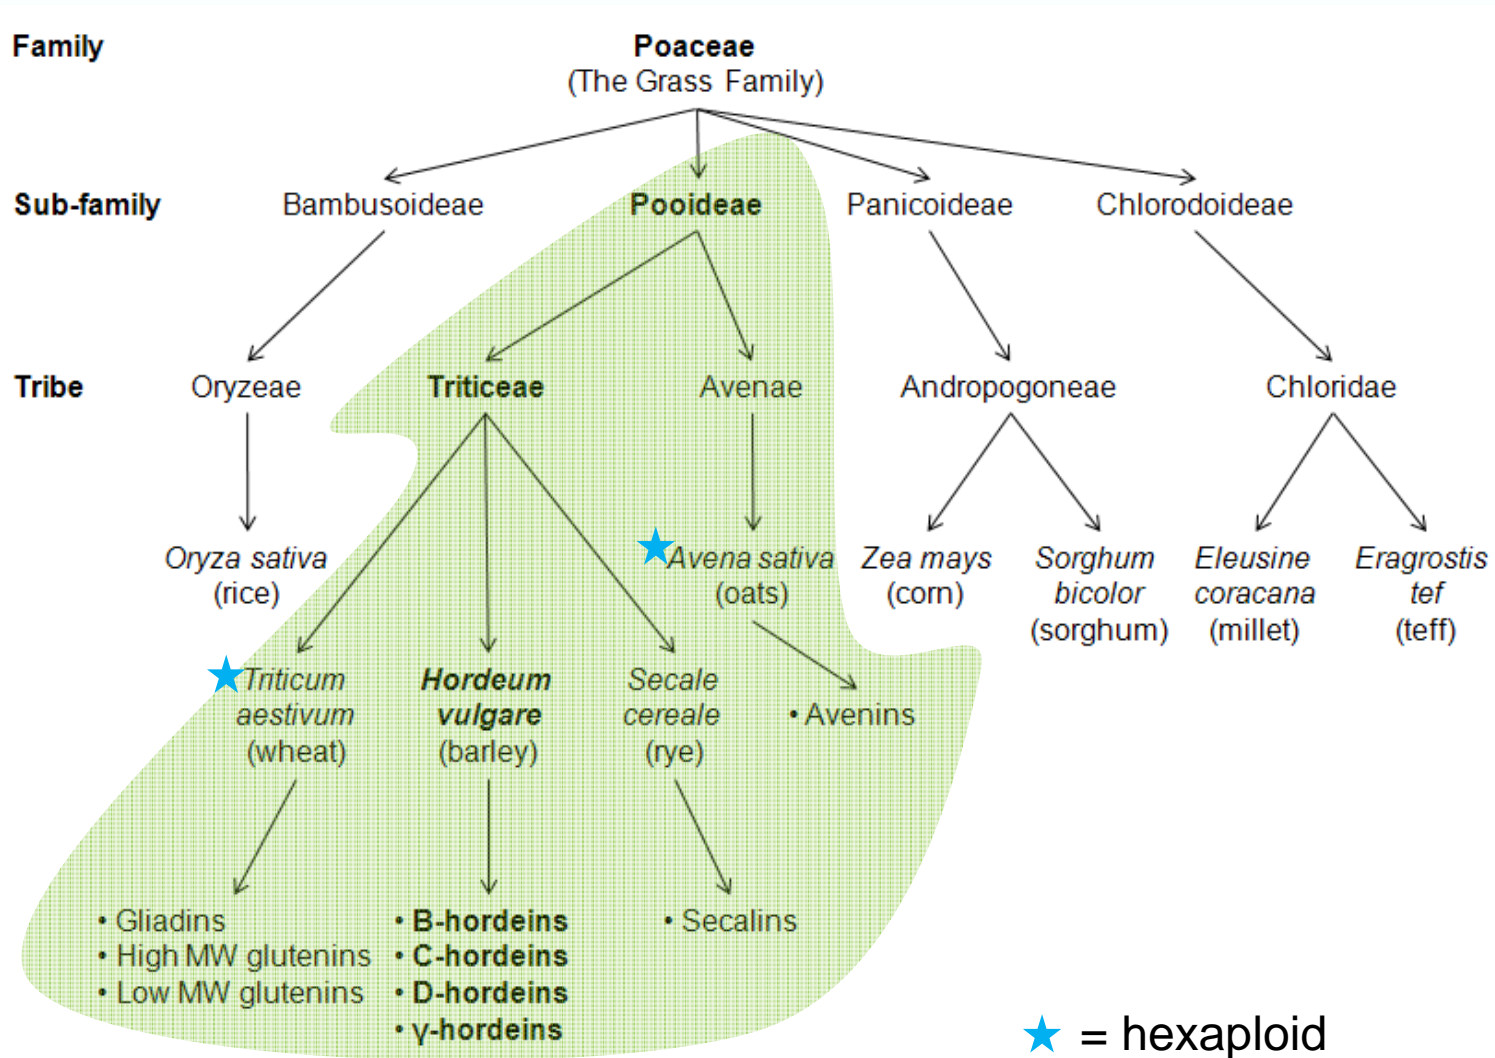 Family
Poaceae
(The Grass Family)
Sub-family
Bambusoideae
Pooideae
Panicoideae
Chlorodoideae
Tribe
Oryzeae
Triticeae
Avenae
Andropogoneae
Chloridae
Oryza sativa
(rice)
Avena sativa
(oats)
Zea mays
(corn)
Sorghum
bicolor
(sorghum)
Eleusine
coracana
(millet)
Eragrostis
tef
(teff)
Triticum
aestivum
(wheat)
Hordeum
vulgare
(barley)
Secale
cereale
(rye)
• Avenins
• Gliadins
• High MW glutenins
• Low MW glutenins
• B-hordeins
• C-hordeins
• D-hordeins
• γ-hordeins
• Secalins
★ = hexaploid